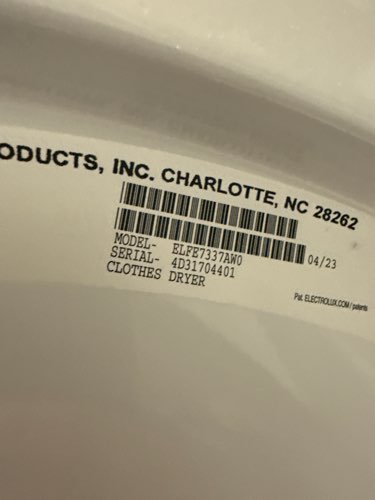 ODUCTS, INC. CHARLOTTE, NC 28262
04/23
MODEL- ELFE7337AW0
SERIAL- 4D31704401
CLOTHES DRYER
Pat. ELECTROLUX.COM/patents